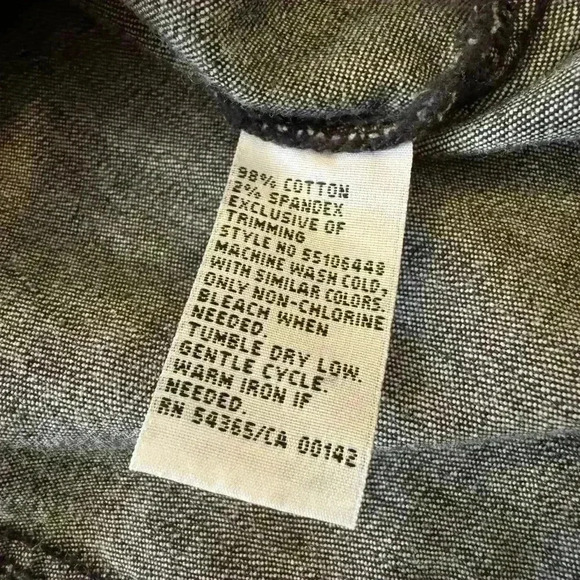 98% COTTON
2% SPANDEX
EXCLUSIVE OF
TRIMMING
STYLE NO 55106448
MACHINE WASH COLD,
WITH SIMILAR COLORS.
ONLY NON-CHLORINE
BLEACH WHEN
NEEDED.
TUMBLE DRY LOW.
GENTLE CYCLE.
WARM IRON IF
NEEDED.
RN 54365/CA 00142